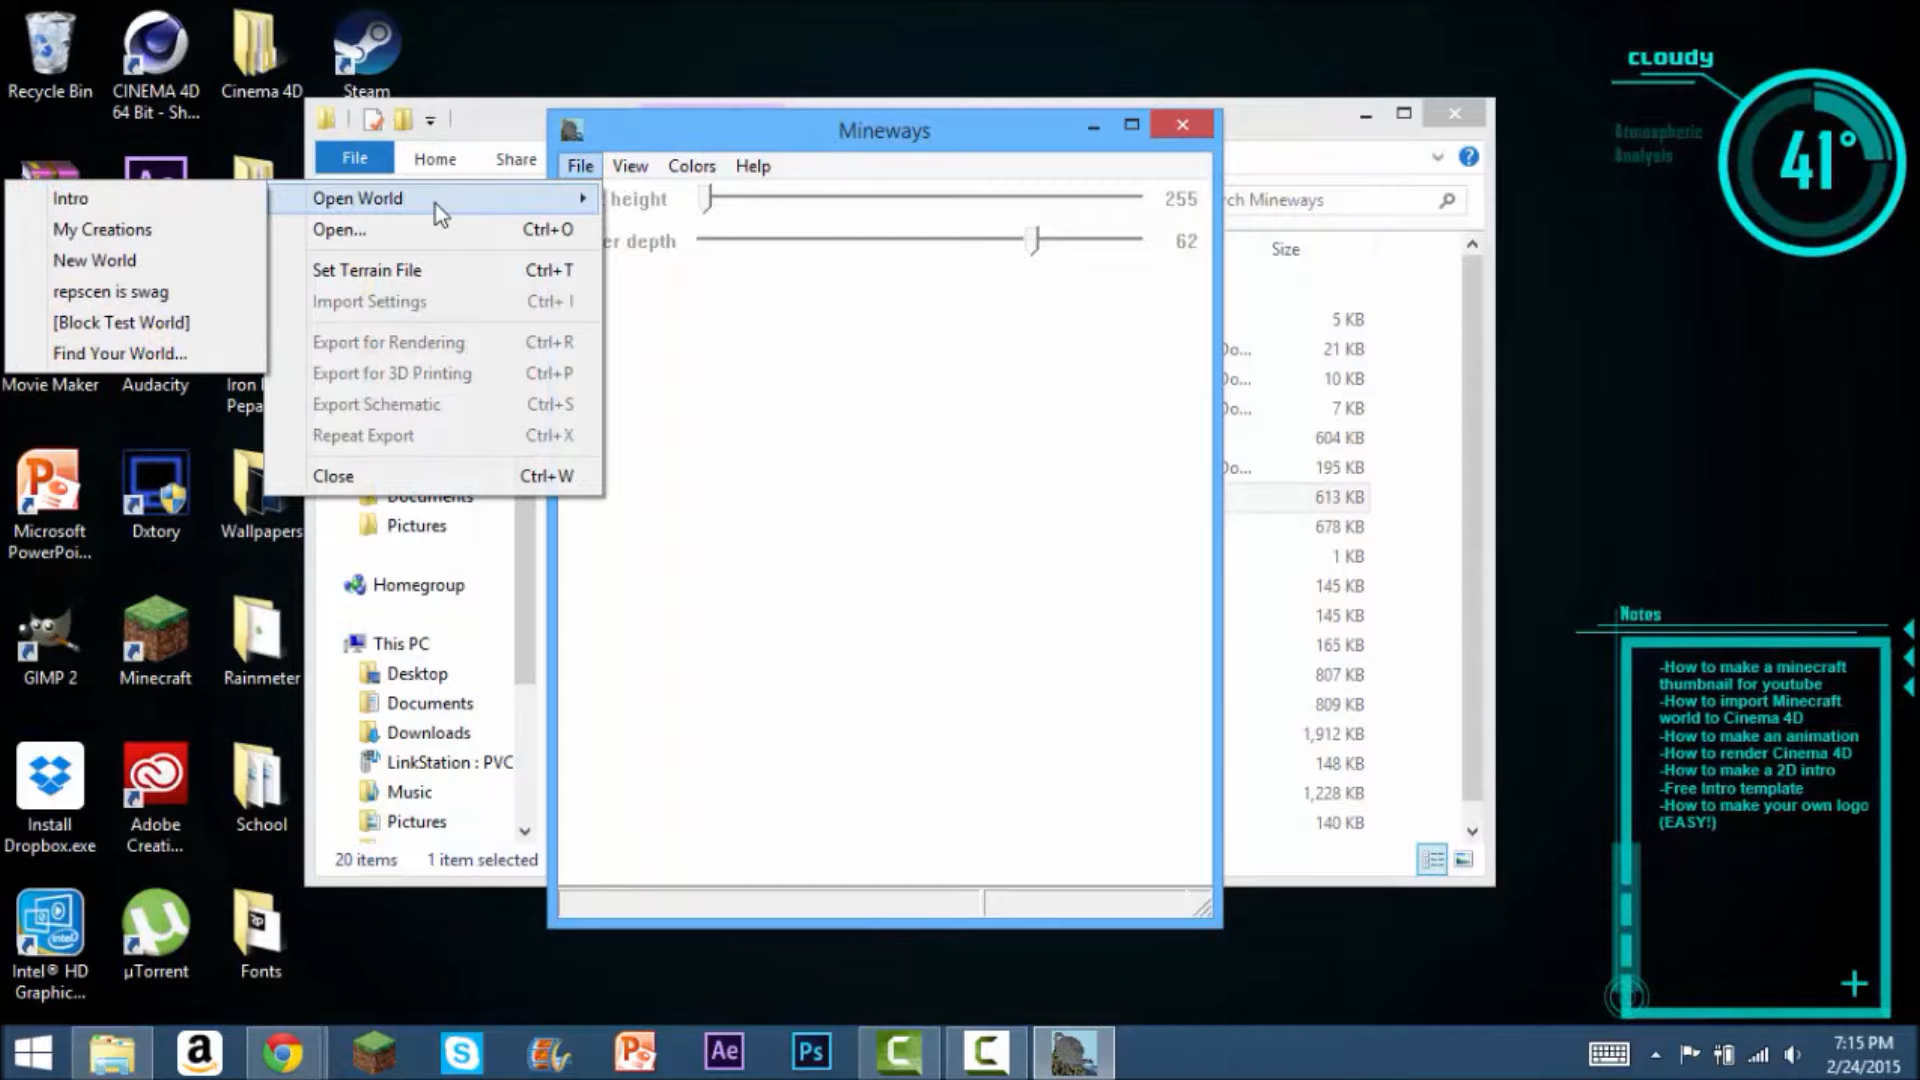 Recycle Bin
CINEMA 4D
64 Bit - Sh...
Cinema 4D
Steam
cloudy
Atmospheric
Analysis
41°
File
Home
Share
Mineways
File
View
Colors
Help
height
255
er depth
62
ch Mineways
Size
Intro
My Creations
New World
repscen is swag
[Block Test World]
Find Your World...
Open World
Open...
Ctrl+O
Set Terrain File
Ctrl+T
Import Settings
Ctrl+ I
Export for Rendering
Ctrl+R
Export for 3D Printing
Ctrl+P
Export Schematic
Ctrl+S
Repeat Export
Ctrl+X
Close
Ctrl+W
5 KB
Do...
21 KB
Do...
10 KB
Do...
7 KB
604 KB
Do...
195 KB
613 KB
678 KB
1 KB
145 KB
145 KB
165 KB
807 KB
809 KB
1,912 KB
148 KB
1,228 KB
140 KB
Movie Maker
Audacity
Iron
Pepa
Microsoft
PowerPoi...
Dxtory
Wallpapers
GIMP 2
Minecraft
Rainmeter
Install
Dropbox.exe
Adobe
Creati...
School
Intel® HD
Graphic...
µTorrent
Fonts
Documents
Pictures
Homegroup
This PC
Desktop
Documents
Downloads
LinkStation : PVC
Music
Pictures
20 items
1 item selected
Notes
-How to make a minecraft
thumbnail for youtube
-How to import Minecraft
world to Cinema 4D
-How to make an animation
-How to render Cinema 4D
-How to make a 2D intro
-Free Intro template
-How to make your own logo
(EASY!)
Ae
Ps
7:15 PM
2/24/2015